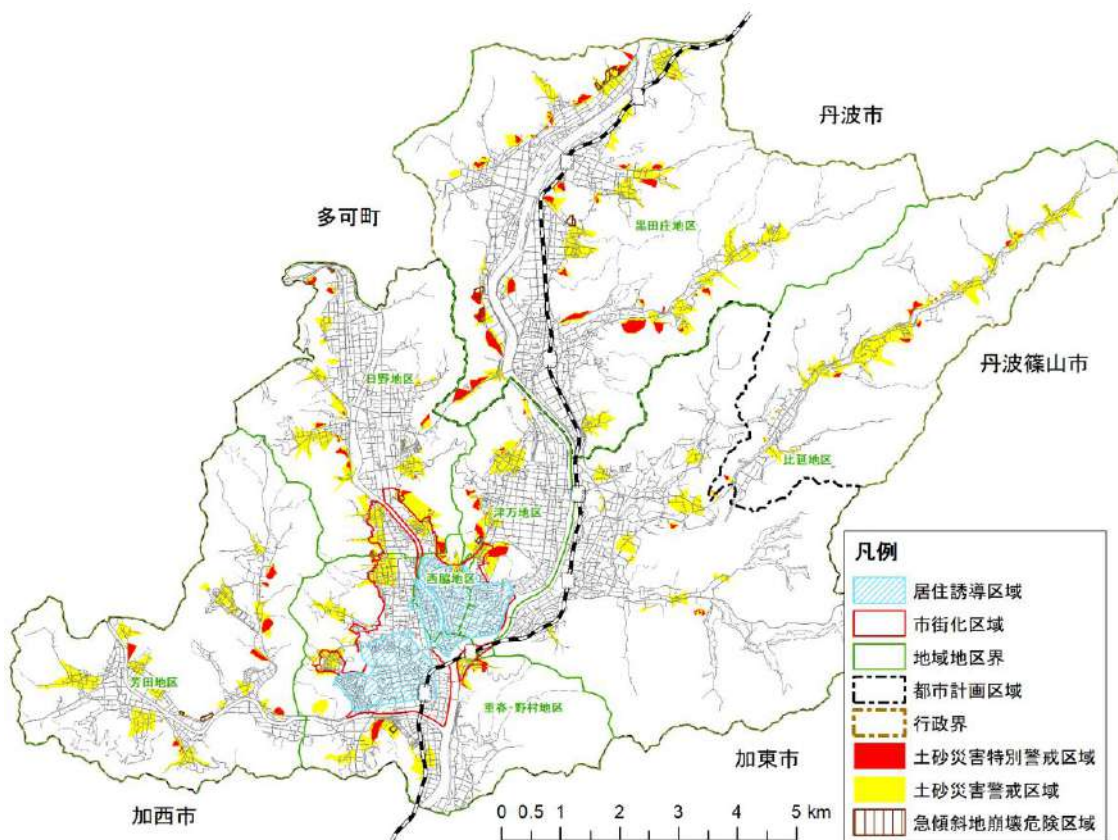 丹波市
多可町
黒田庄地区
丹波篠山市
日野地区
比延地区
津万地区
西脇地区
芳田地区
重春・野村地区
加東市
加西市
凡例
居住誘導区域
市街化区域
地域地区界
都市計画区域
行政界
土砂災害特別警戒区域
土砂災害警戒区域
急傾斜地崩壊危険区域
0 0.5 1 2 3 4 5 km